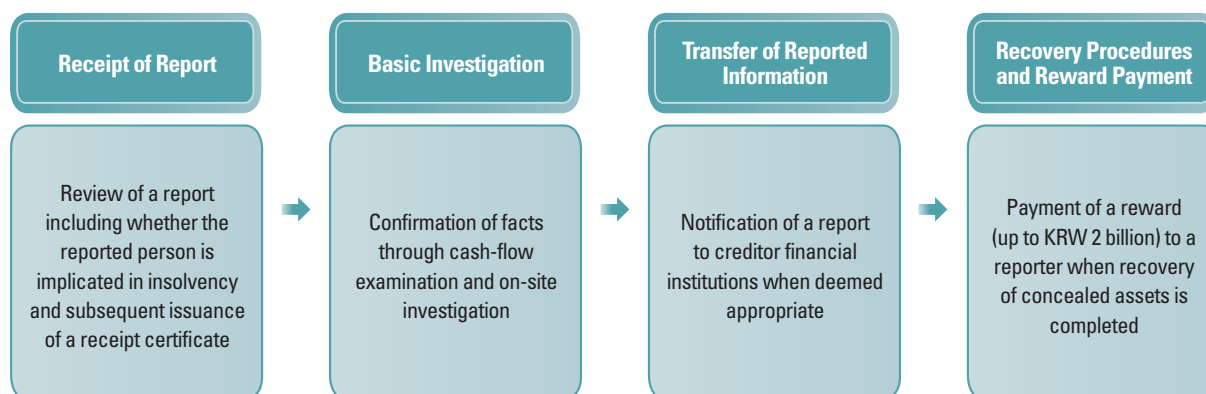 Receipt of Report
Review of a report
including whether the
reported person is
implicated in insolvency
and subsequent issuance
of a receipt certificate
Basic Investigation
Confirmation of facts
through cash-flow
examination and on-site
investigation
Transfer of Reported
Information
Notification of a report
to creditor financial
institutions when deemed
appropriate
Recovery Procedures
and Reward Payment
Payment of a reward
(up to KRW 2 billion) to a
reporter when recovery
of concealed assets is
completed